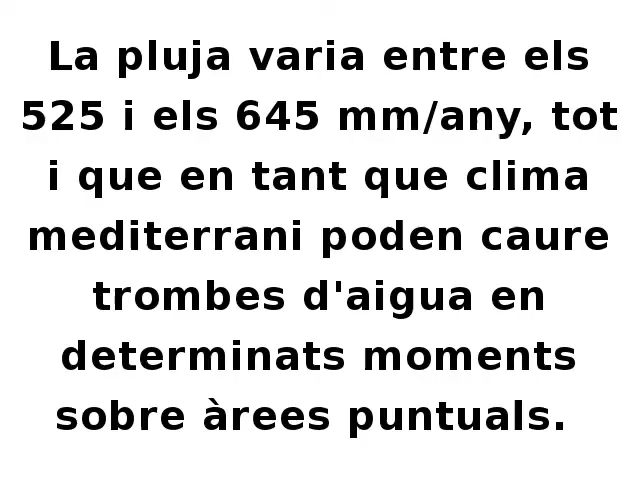 La pluja varia entre els
525 i els 645 mm/any, tot
i que en tant que clima
mediterrani poden caure
trombes d'aigua en
determinats moments
sobre àrees puntuals.